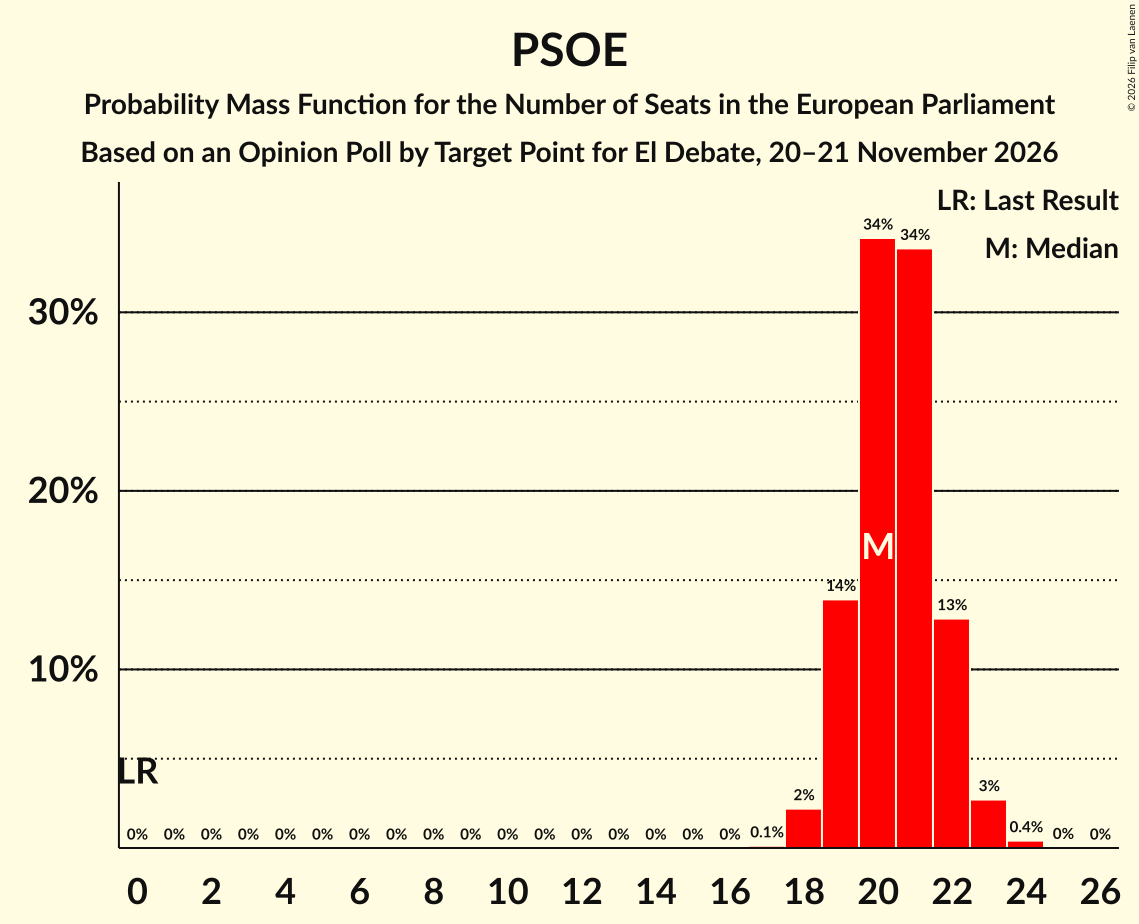 PSOE
Probability Mass Function for the Number of Seats in the European Parliament
Based on an Opinion Poll by Target Point for El Debate, 20–21 November 2026
© 2026 Filip van Laenen
LR: Last Result
M: Median
34%
34%
30%
20%
M
14%
13%
10%
LR
2%
3%
0% 0% 0% 0% 0% 0% 0% 0% 0% 0% 0% 0% 0% 0% 0% 0% 0% 0.1% 0.4% 0% 0%
0 2 4 6 8 10 12 14 16 18 20 22 24 26